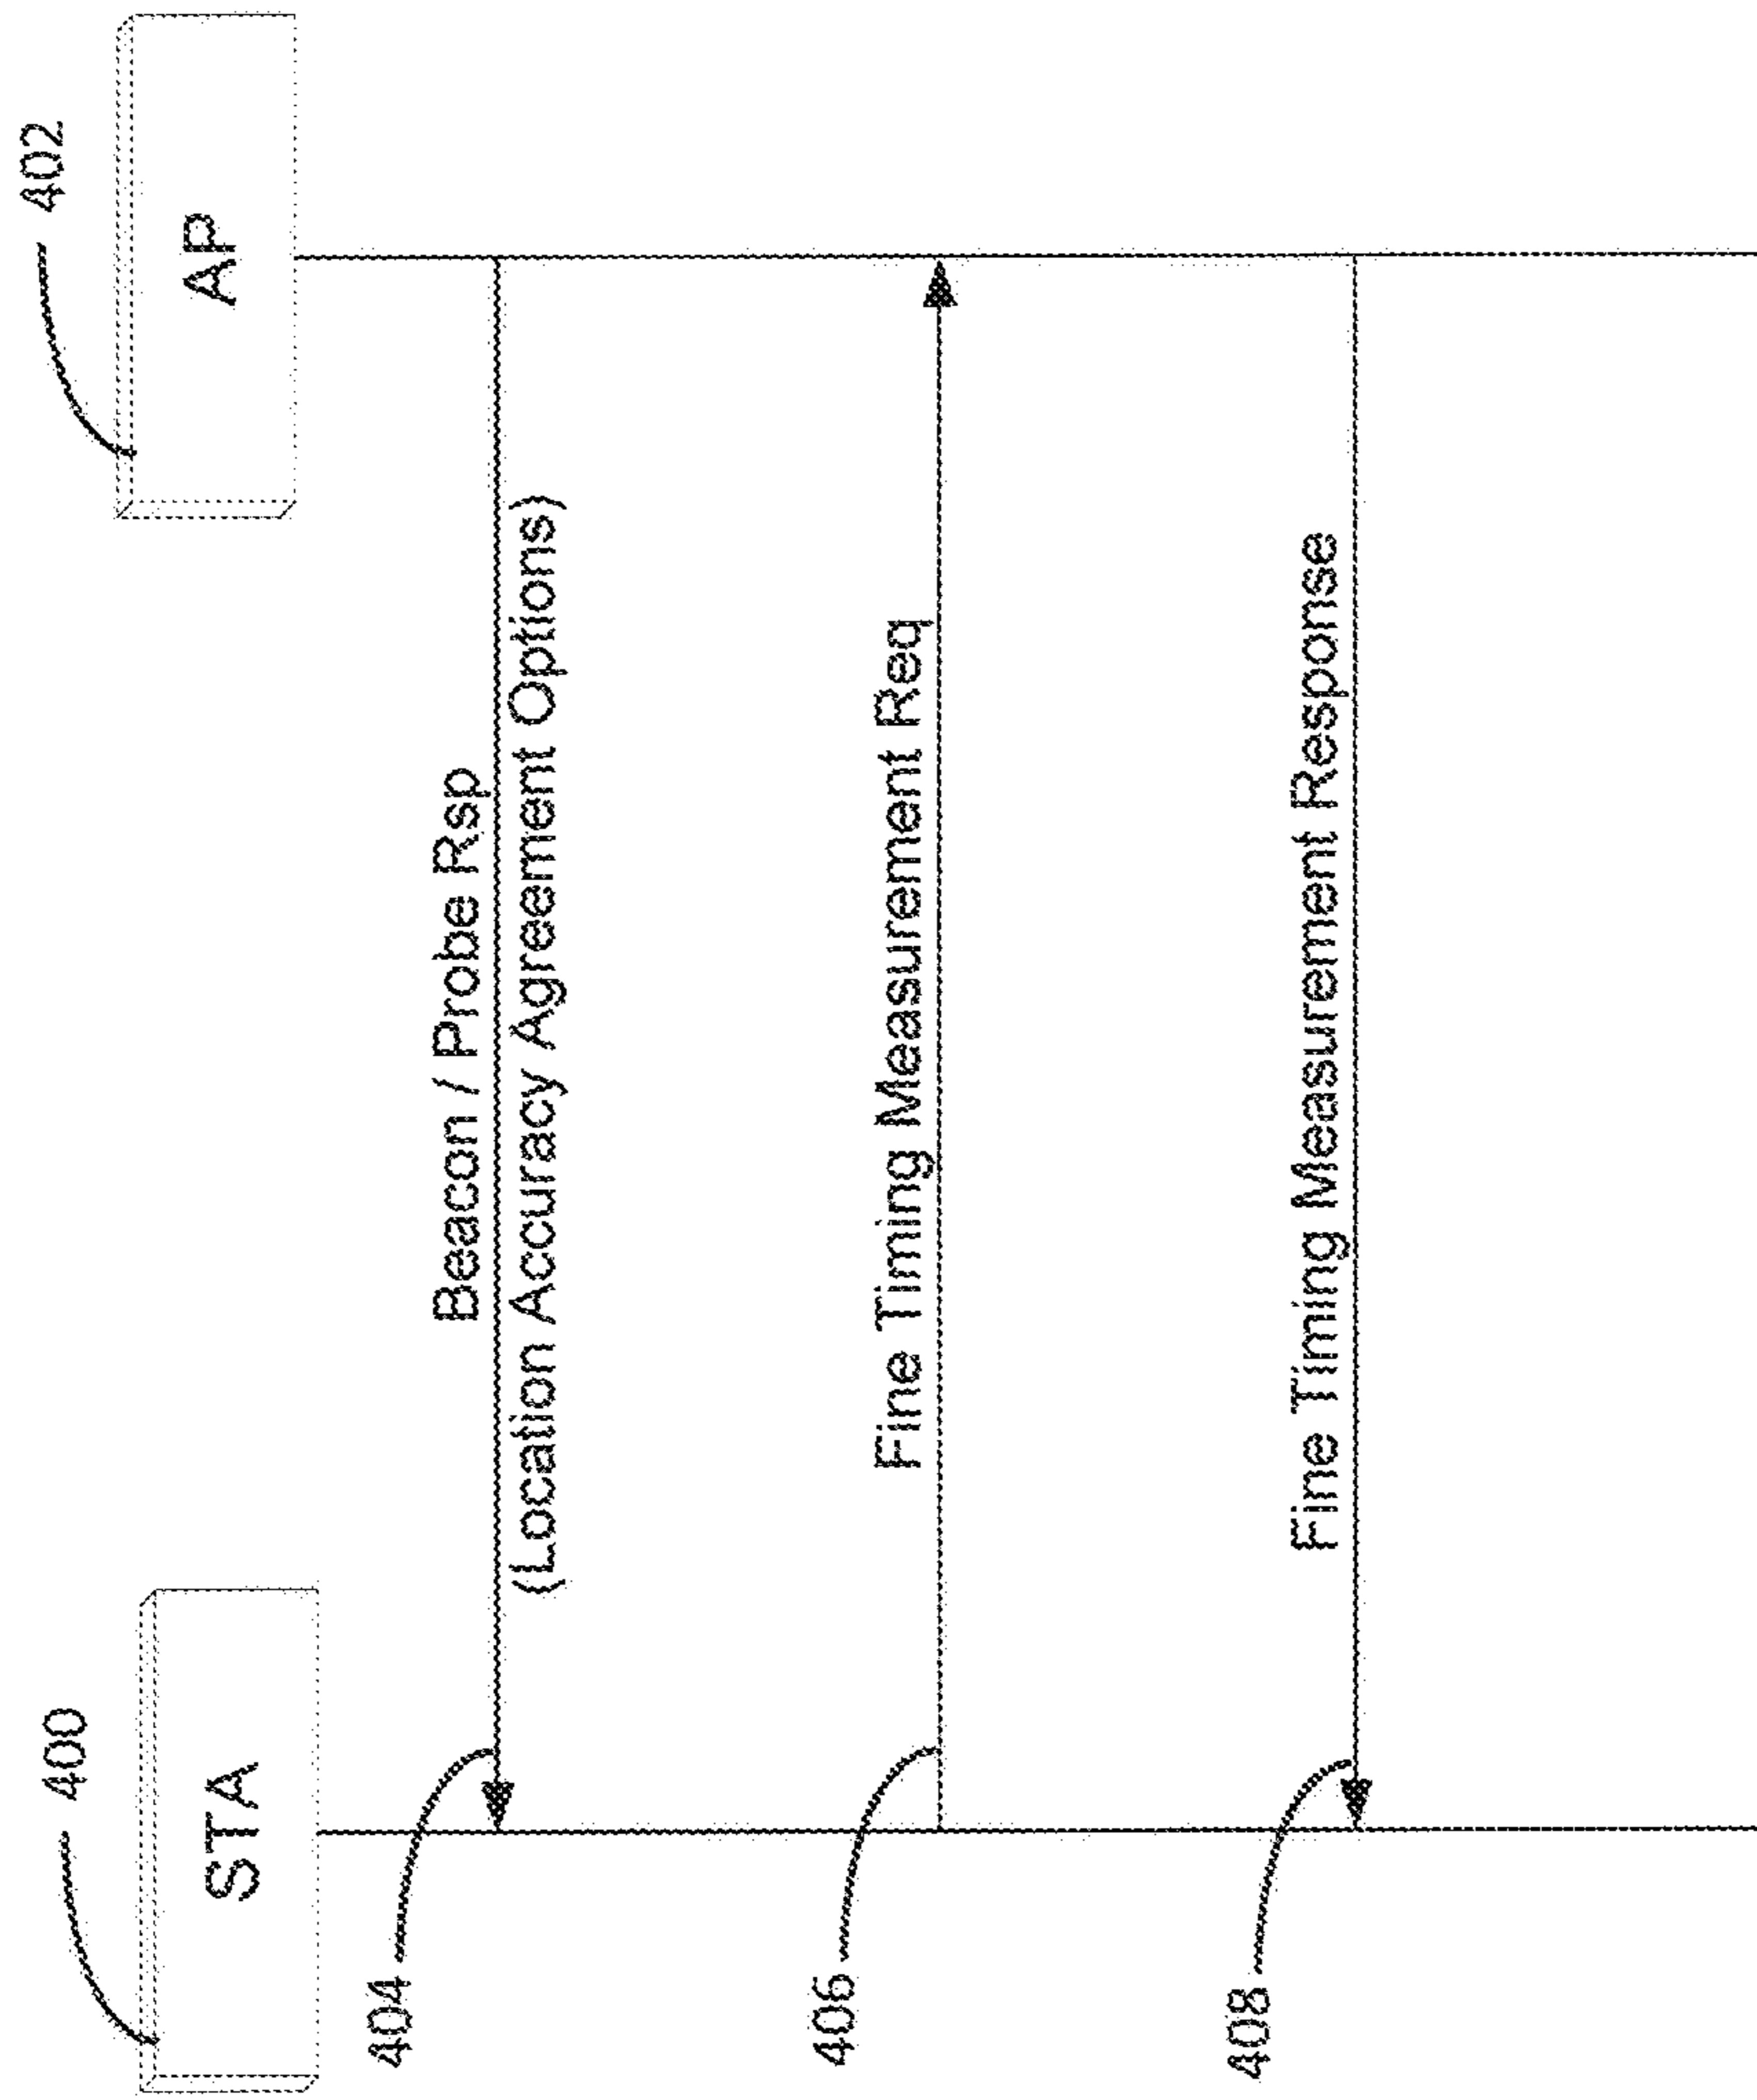 400
402
STA
AP
404
Beacon / Probe Rsp
(Location Accuracy Agreement Options)
406
Fine Timing Measurement Req
408
Fine Timing Measurement Response